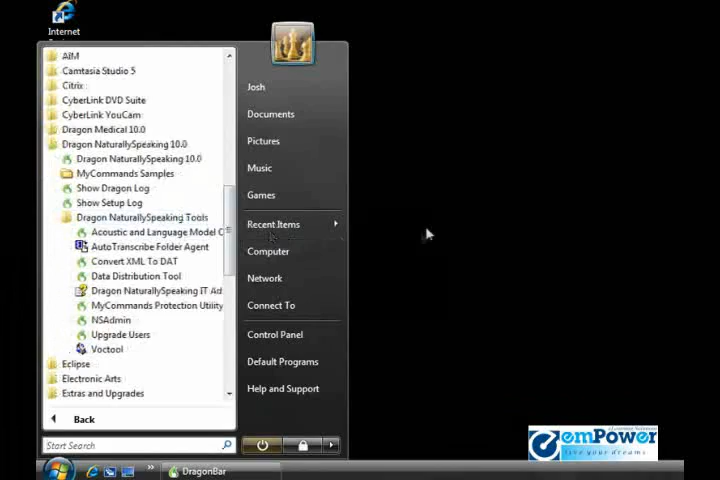 Internet
AIM
Camtasia Studio 5
Citrix
CyberLink DVD Suite
CyberLink YouCam
Dragon Medical 10.0
Dragon NaturallySpeaking 10.0
Dragon NaturallySpeaking 10.0
MyCommands Samples
Show Dragon Log
Show Setup Log
Dragon NaturallySpeaking Tools
Acoustic and Language Model O
AutoTranscribe Folder Agent
Convert XML To DAT
Data Distribution Tool
Dragon NaturallySpeaking IT Ad
MyCommands Protection Utility
NSAdmin
Upgrade Users
Voctool
Eclipse
Electronic Arts
Extras and Upgrades
Back
Start Search
Josh
Documents
Pictures
Music
Games
Recent Items
Computer
Network
Connect To
Control Panel
Default Programs
Help and Support
DragonBar
emPower
live your dreams